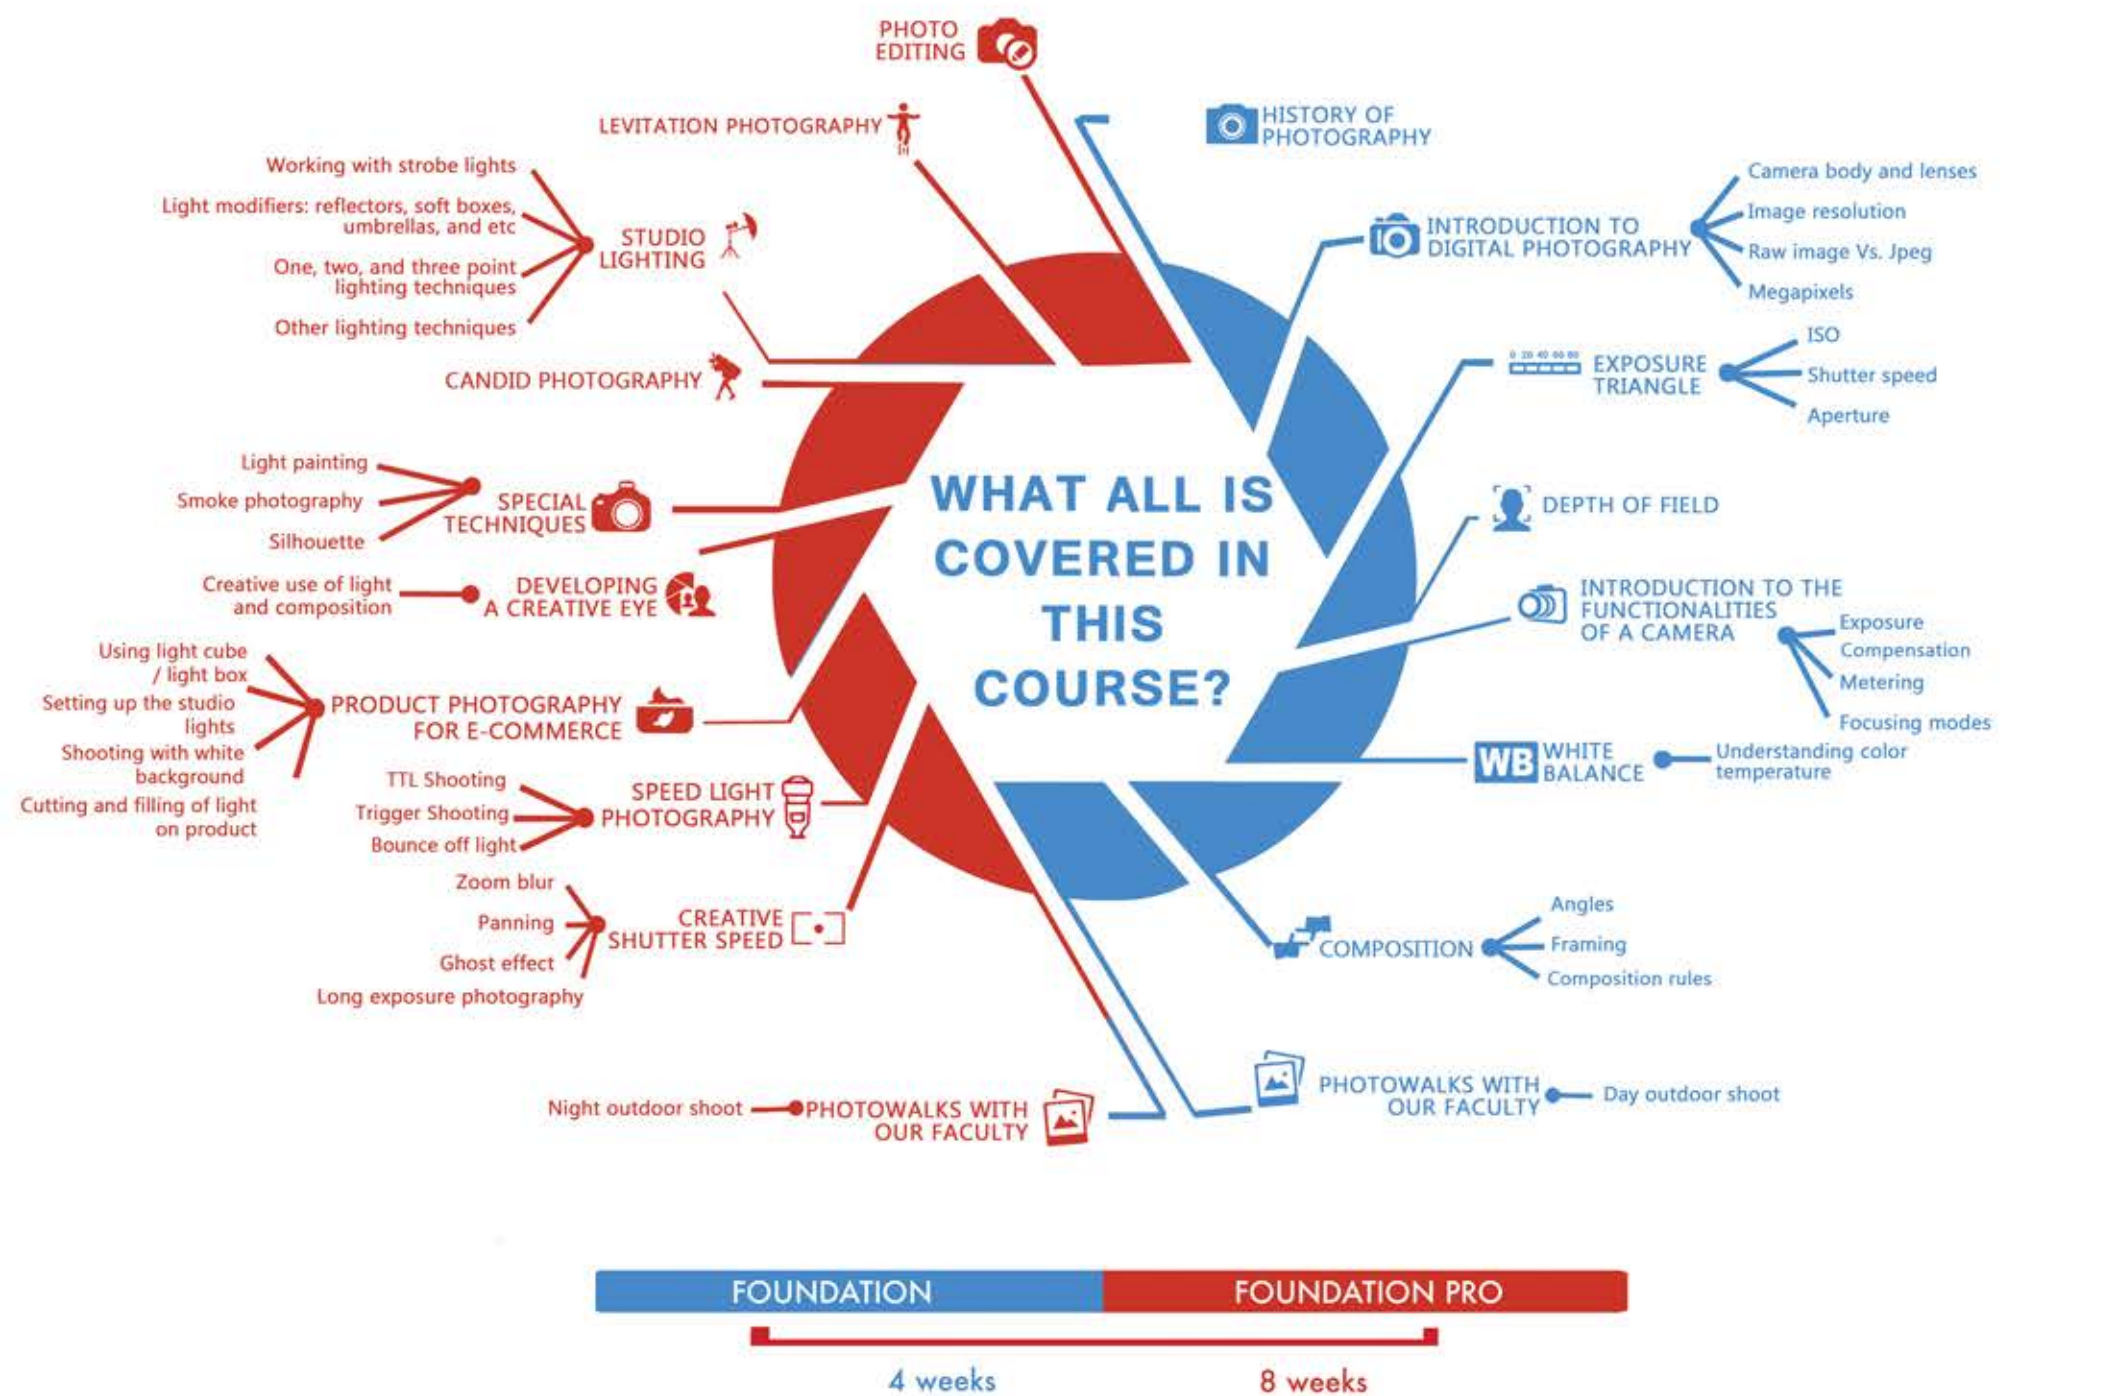 PHOTO
EDITING
LEVITATION PHOTOGRAPHY
HISTORY OF
PHOTOGRAPHY
Working with strobe lights
Light modifiers: reflectors, soft boxes,
umbrellas, and etc
One, two, and three point
lighting techniques
Other lighting techniques
STUDIO
LIGHTING
INTRODUCTION TO
DIGITAL PHOTOGRAPHY
Camera body and lenses
Image resolution
Raw image Vs. Jpeg
Megapixels
CANDID PHOTOGRAPHY
0 20 40 60 80
EXPOSURE
TRIANGLE
ISO
Shutter speed
Aperture
Light painting
Smoke photography
Silhouette
SPECIAL
TECHNIQUES
DEPTH OF FIELD
WHAT ALL IS
COVERED IN
THIS
COURSE?
Creative use of light
and composition
DEVELOPING
A CREATIVE EYE
INTRODUCTION TO THE
FUNCTIONALITIES
OF A CAMERA
Exposure
Compensation
Metering
Focusing modes
Using light cube
/ light box
Setting up the studio
lights
Shooting with white
background
Cutting and filling of light
on product
PRODUCT PHOTOGRAPHY
FOR E-COMMERCE
WB
WHITE
BALANCE
Understanding color
temperature
TTL Shooting
Trigger Shooting
Bounce off light
SPEED LIGHT
PHOTOGRAPHY
Zoom blur
Panning
Ghost effect
Long exposure photography
CREATIVE
SHUTTER SPEED
COMPOSITION
Angles
Framing
Composition rules
Night outdoor shoot
PHOTOWALKS WITH
OUR FACULTY
PHOTOWALKS WITH
OUR FACULTY
Day outdoor shoot
FOUNDATION
FOUNDATION PRO
4 weeks
8 weeks